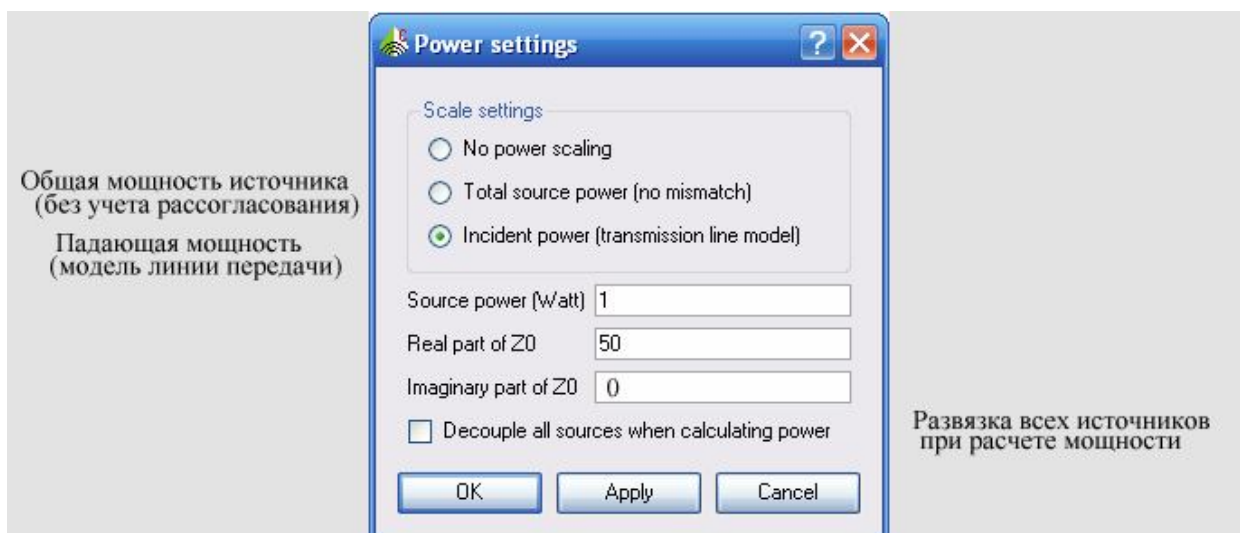 Power settings
Scale settings
No power scaling
Общая мощность источника
(без учета рассогласования)
Total source power (no mismatch)
Падающая мощность
(модель линии передачи)
Incident power (transmission line model)
Source power (Watt) 1
Real part of Z0 50
Imaginary part of Z0 0
Decouple all sources when calculating power
Развязка всех источников
при расчете мощности
OK Apply Cancel